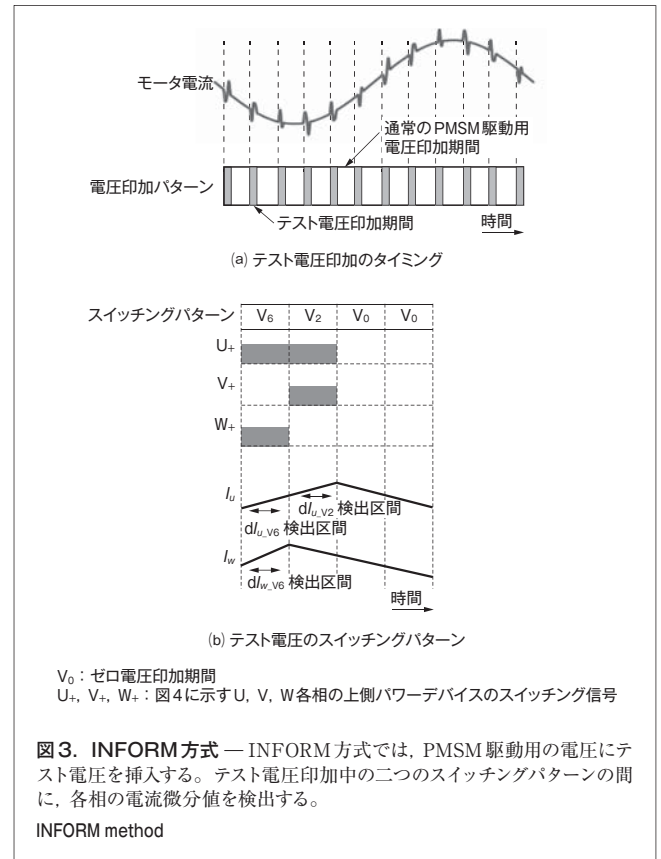 モータ電流
通常のPMSM駆動用
電圧印加期間
電圧印加パターン
テスト電圧印加期間
時間
(a) テスト電圧印加のタイミング
スイッチングパターン V6 V2 V0 V0
U+
V+
W+
Iu
dIu_V2 検出区間
dIu_V6 検出区間
Iw
dIw_V6 検出区間
時間
(b) テスト電圧のスイッチングパターン
V0：ゼロ電圧印加期間
U+, V+, W+：図4に示すU, V, W各相の上側パワーデバイスのスイッチング信号
図3. INFORM方式 — INFORM方式では, PMSM駆動用の電圧にテ
スト電圧を挿入する。テスト電圧印加中の二つのスイッチングパターンの間
に, 各相の電流微分値を検出する。
INFORM method